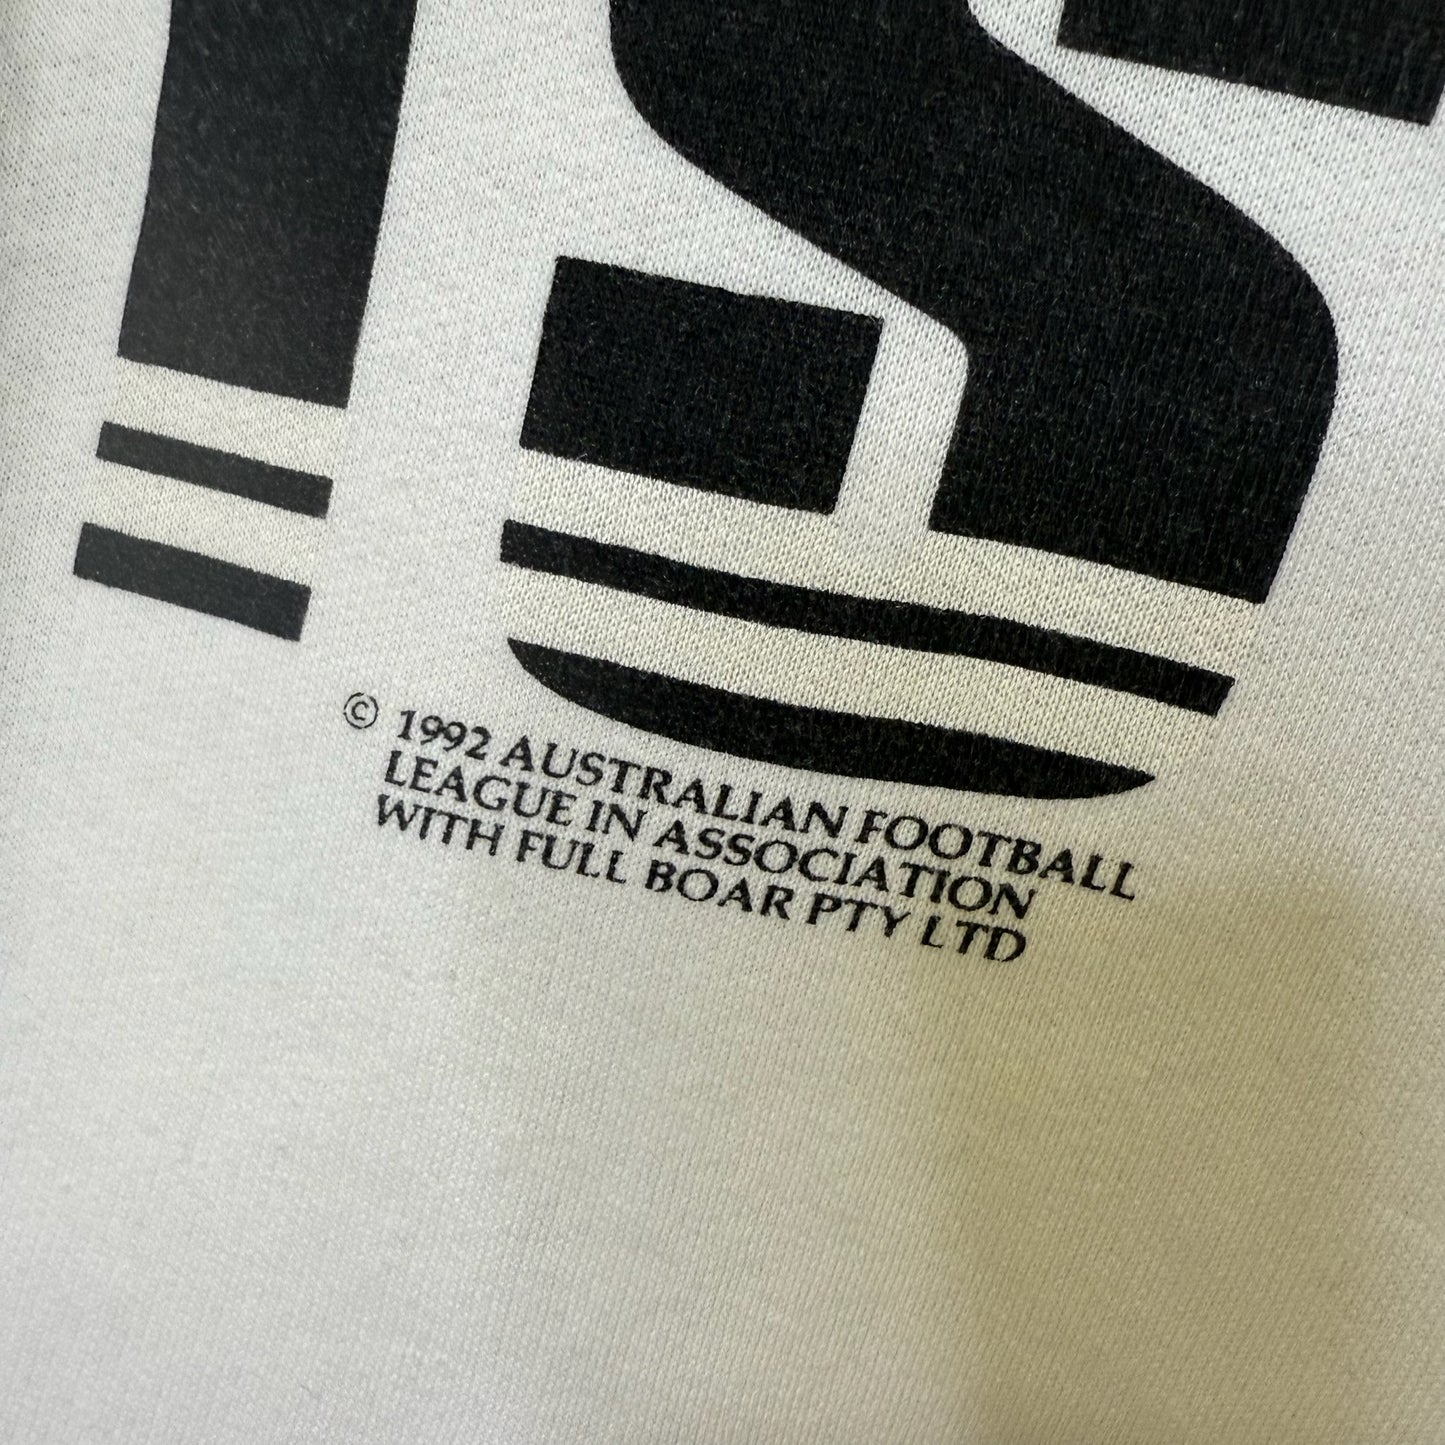 © 1992 AUSTRALIAN FOOTBALL
LEAGUE IN ASSOCIATION
WITH FULL BOAR PTY LTD